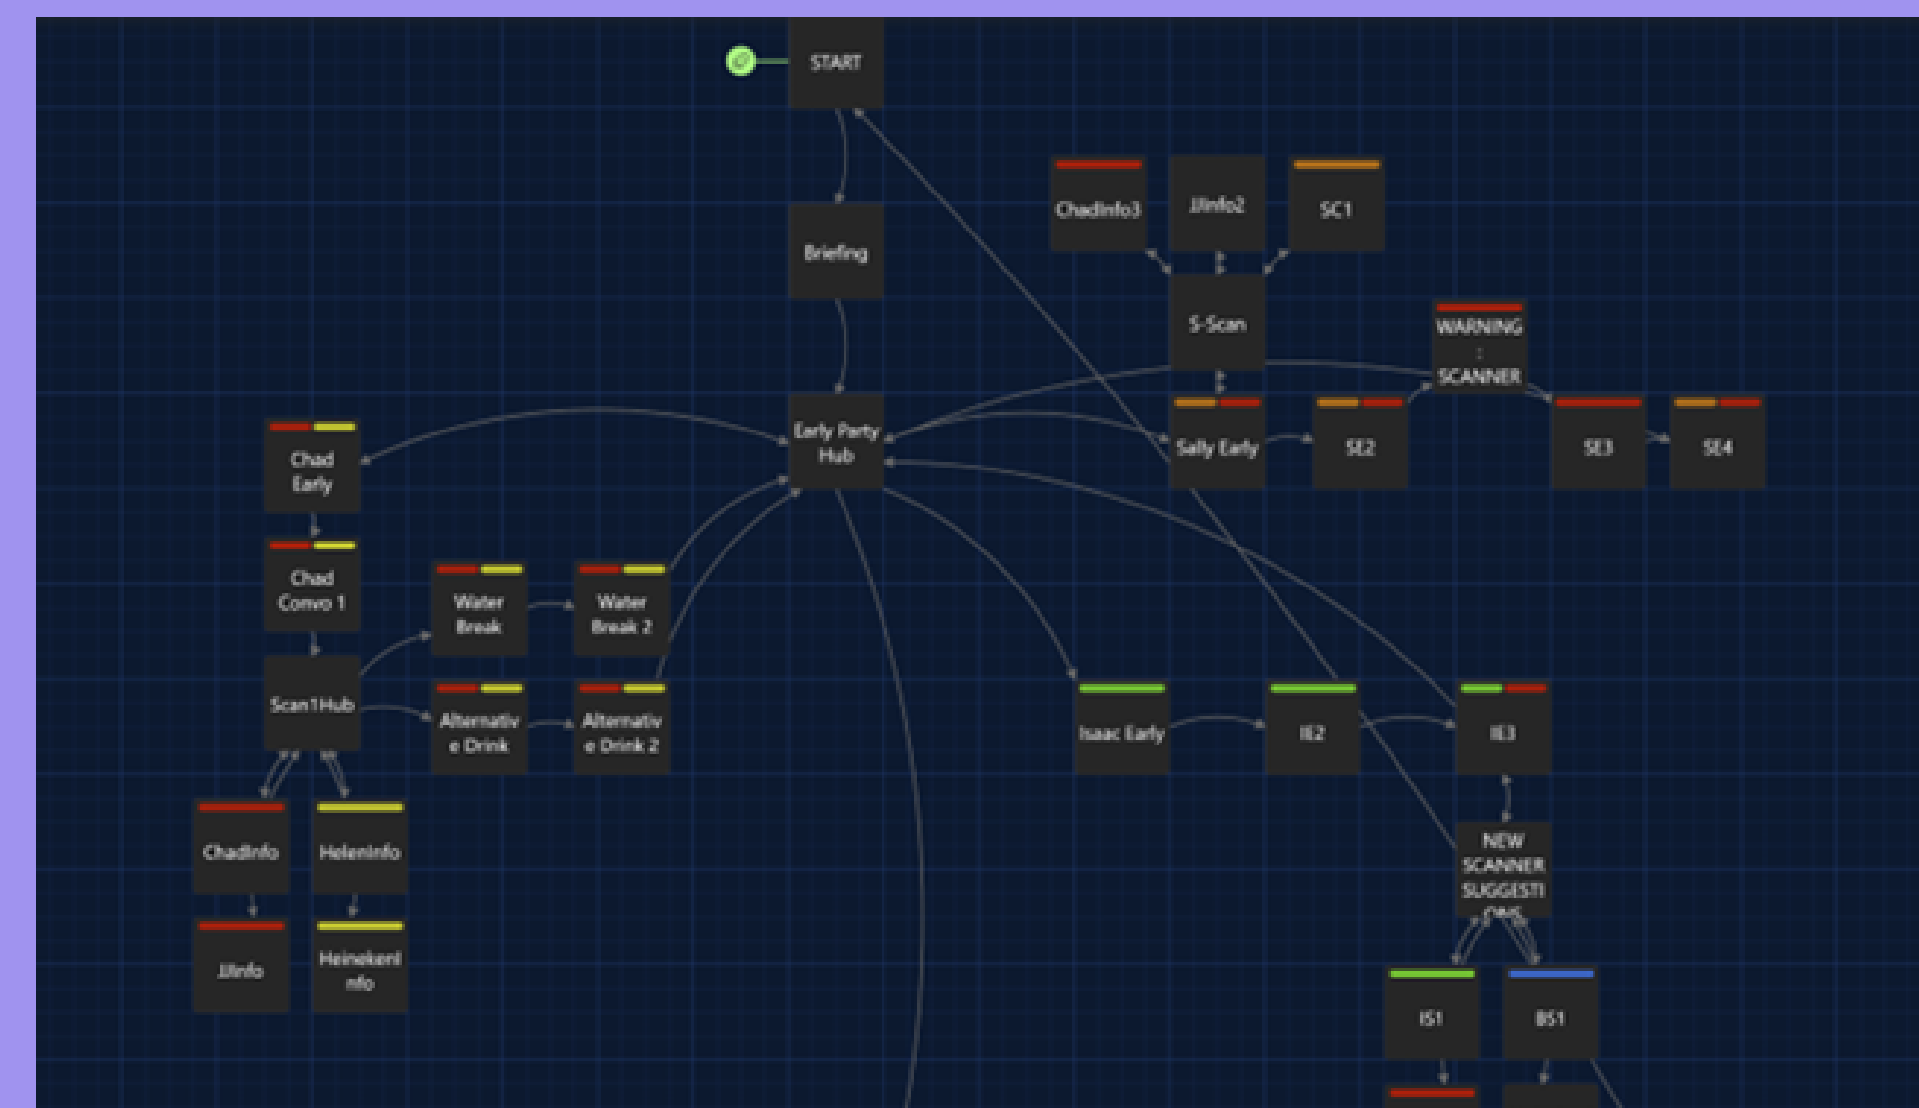 START
ChadInfo3
JJInfo2
SC1
Briefing
S-Scan
WARNING
:
SCANNER
Early Party
Hub
Sally Early
SE2
SE3
SE4
Chad
Early
Chad
Convo 1
Water
Break
Water
Break 2
Scan1Hub
Alternativ
e Drink
Alternativ
e Drink 2
Isaac Early
IE2
IE3
ChadInfo
HelenInfo
NEW
SCANNER
SUGGESTI
ONS
JJInfo
HeinekenI
nfo
IS1
BS1